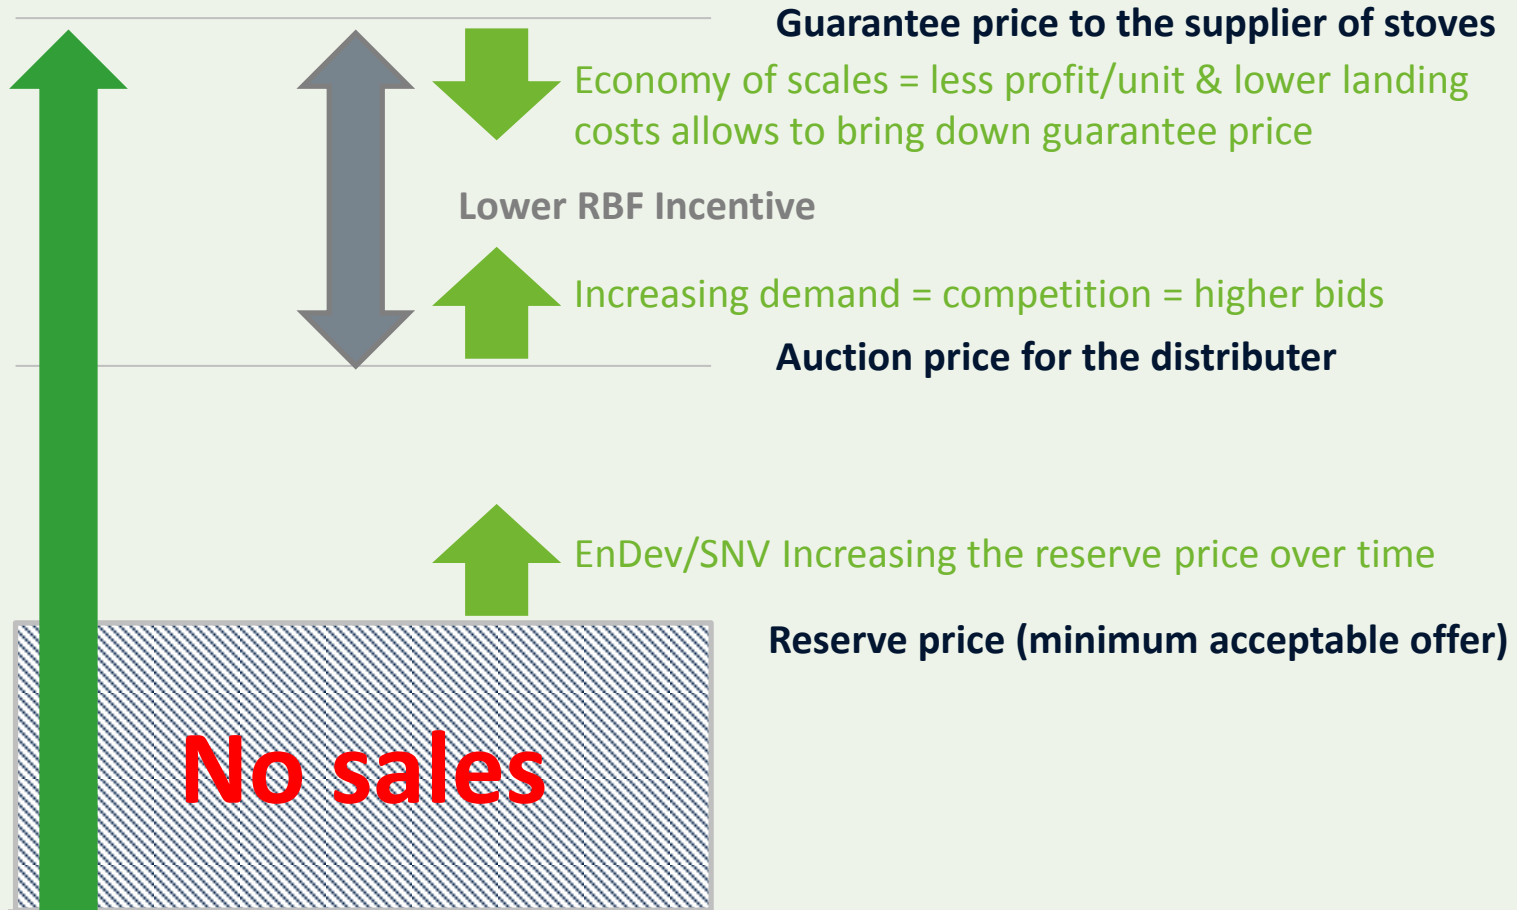 Guarantee price to the supplier of stoves
Economy of scales = less profit/unit & lower landing
costs allows to bring down guarantee price
Lower RBF Incentive
Increasing demand = competition = higher bids
Auction price for the distributer
EnDev/SNV Increasing the reserve price over time
Reserve price (minimum acceptable offer)
No sales